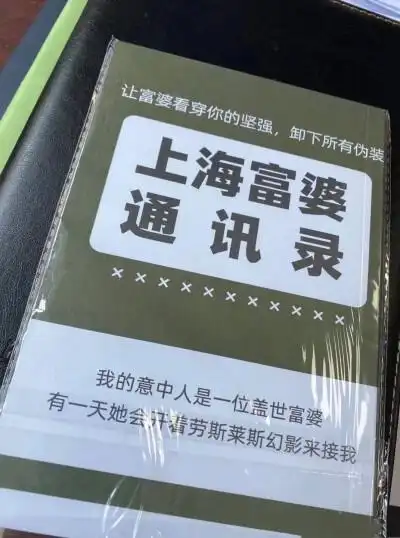 让富婆看穿你的坚强，卸下所有伪装
上海富婆
通讯录
××××××××××××
我的意中人是一位盖世富婆
有一天她会开着劳斯莱斯幻影来接我